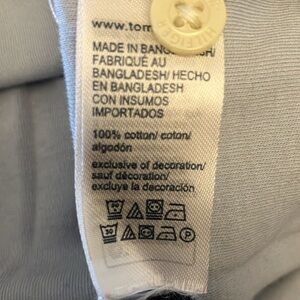 www.tom
MADE IN BANGLADESH/
FABRIQUÉ AU
BANGLADESH/ HECHO
EN BANGLADESH
CON INSUMOS
IMPORTADOS
100% cotton/ coton/
algodón
exclusive of decoration/
sauf décoration/
excluye la decoración